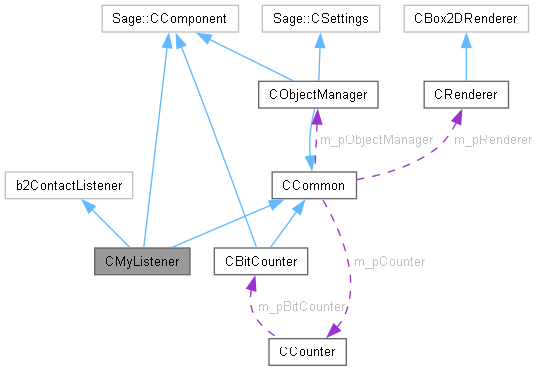 Sage::CComponent
Sage::CSettings
CBox2DRenderer
CObjectManager
CRenderer
m_pObjectManager
m_pRenderer
b2ContactListener
CCommon
CMyListener
CBitCounter
m_pCounter
m_pBitCounter
CCounter